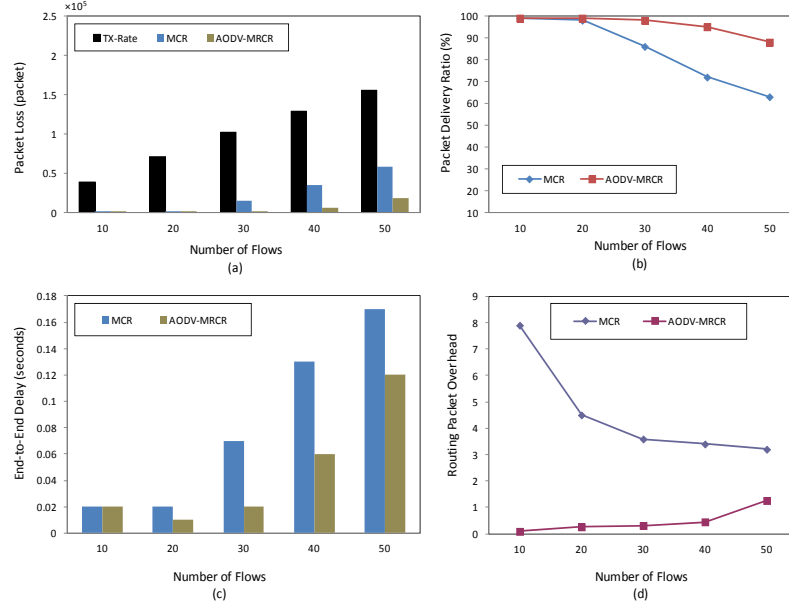 ×10⁵
2.5
2
1.5
1
0.5
0
Packet Loss (packet)
TX-Rate MCR AODV-MRCR
10 20 30 40 50
Number of Flows
(a)
100
90
80
70
60
50
40
30
20
10
Packet Delivery Ratio (%)
MCR AODV-MRCR
10 20 30 40 50
Number of Flows
(b)
0.18
0.16
0.14
0.12
0.1
0.08
0.06
0.04
0.02
0
End-to-End Delay (seconds)
MCR AODV-MRCR
10 20 30 40 50
Number of Flows
(c)
9
8
7
6
5
4
3
2
1
0
Routing Packet Overhead
MCR AODV-MRCR
10 20 30 40 50
Number of Flows
(d)